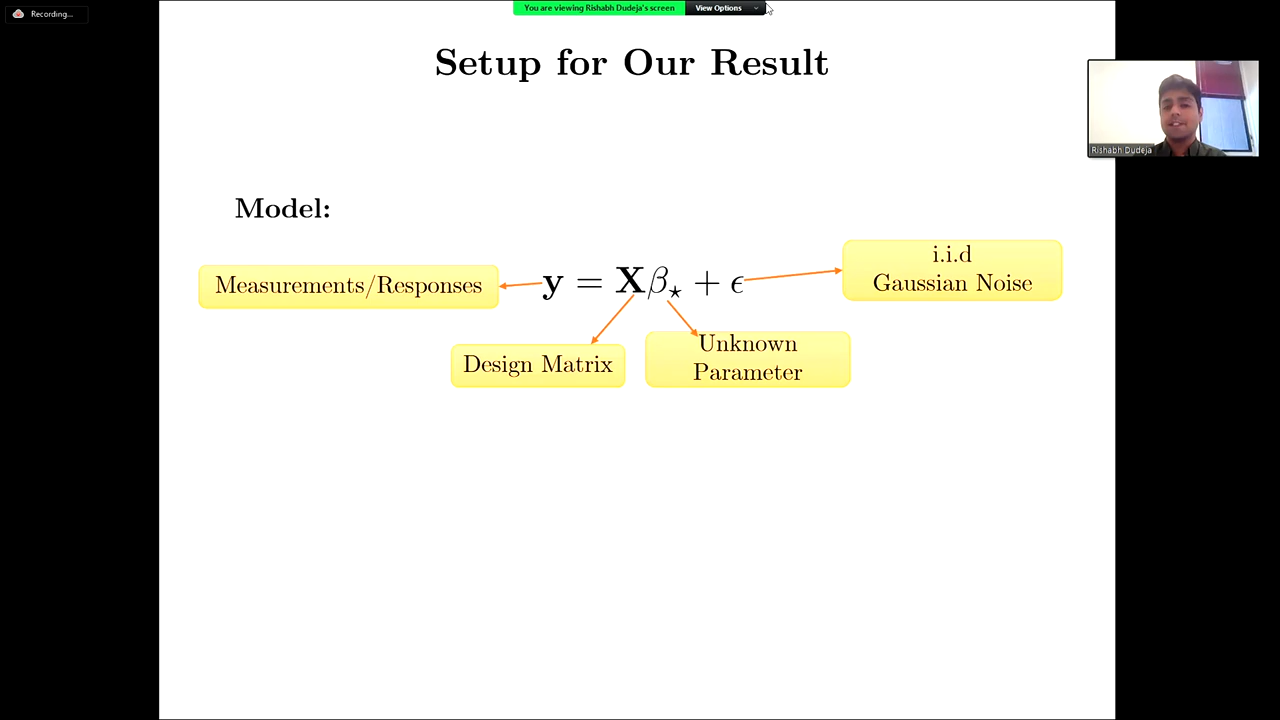 Recording...
You are viewing Rishabh Dudeja's screen View Options
Setup for Our Result
Rishabh Dudeja
Model:
i.i.d
Gaussian Noise
Measurements/Responses
y = Xβ⋆ + ϵ
Design Matrix
Unknown
Parameter